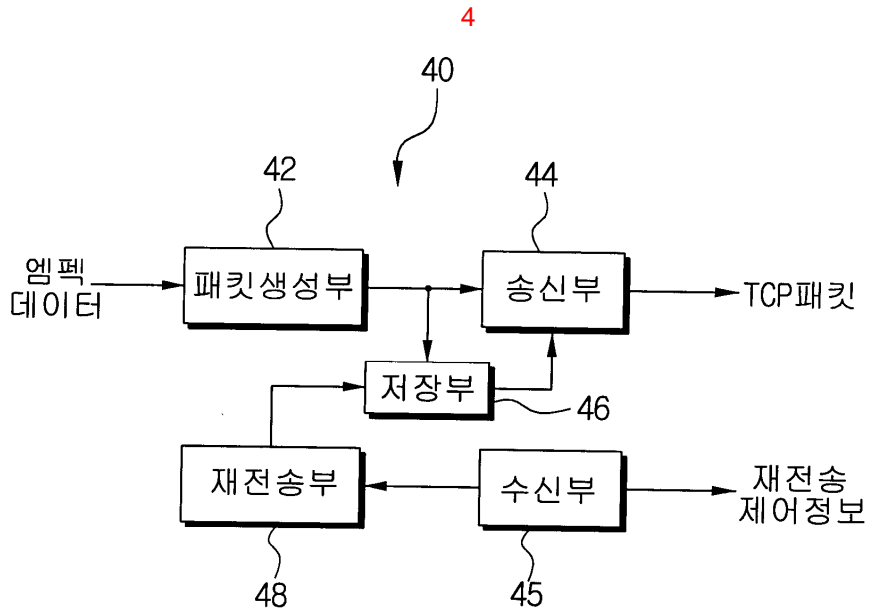 4
40
42
44
엠펙
데이터
패킷생성부
송신부
TCP패킷
저장부
46
재전송부
수신부
재전송
제어정보
48
45